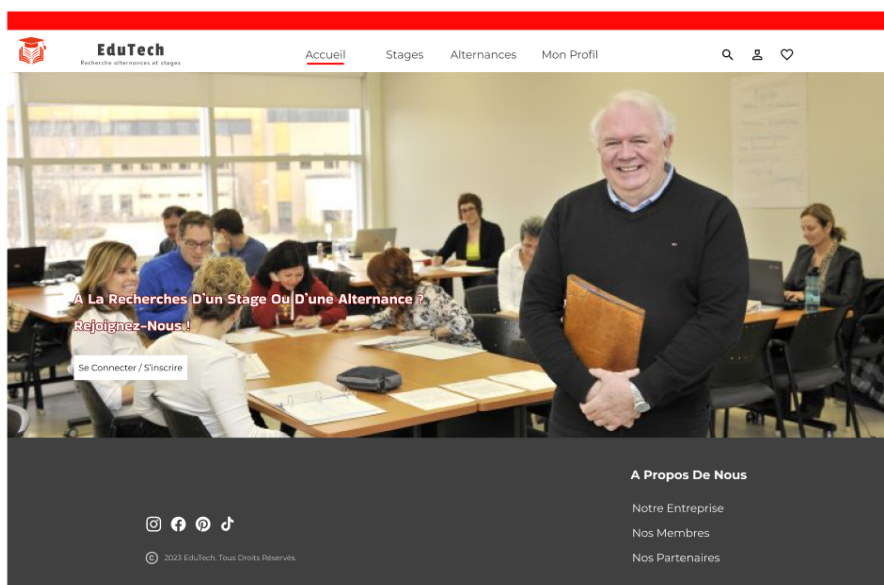 EduTech
Recherche alternances et stages
Accueil
Stages
Alternances
Mon Profil
A La Recherches D'un Stage Ou D'une Alternance ?
Rejoignez-Nous !
Se Connecter / S'inscrire
A Propos De Nous
Notre Entreprise
Nos Membres
Nos Partenaires
© 2023 EduTech. Tous Droits Réservés.